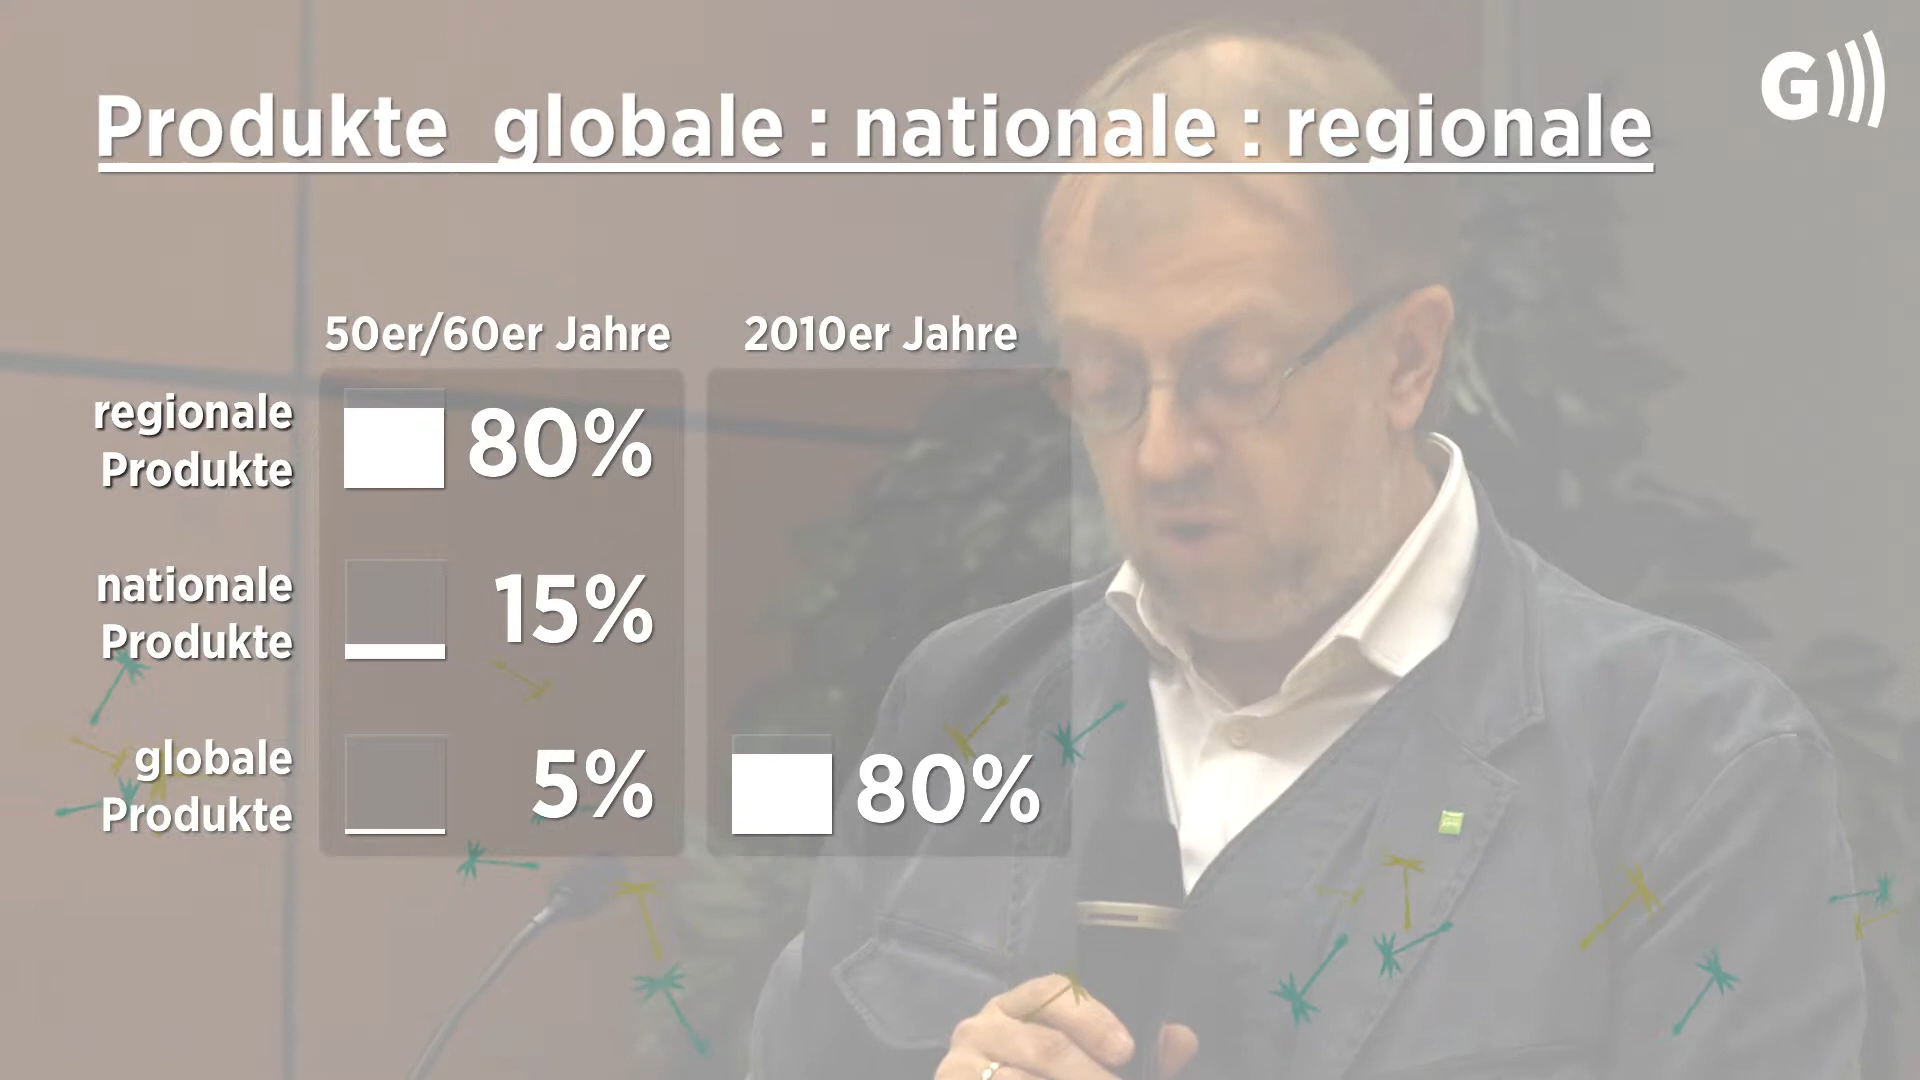 Produkte globale : nationale : regionale
G
50er/60er Jahre 2010er Jahre
regionale
Produkte
80%
nationale
Produkte
15%
globale
Produkte
5% 80%